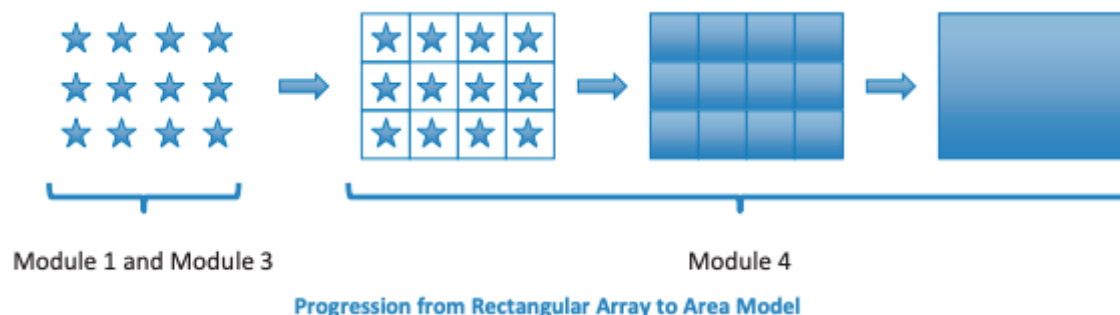 Module 1 and Module 3
Module 4
Progression from Rectangular Array to Area Model